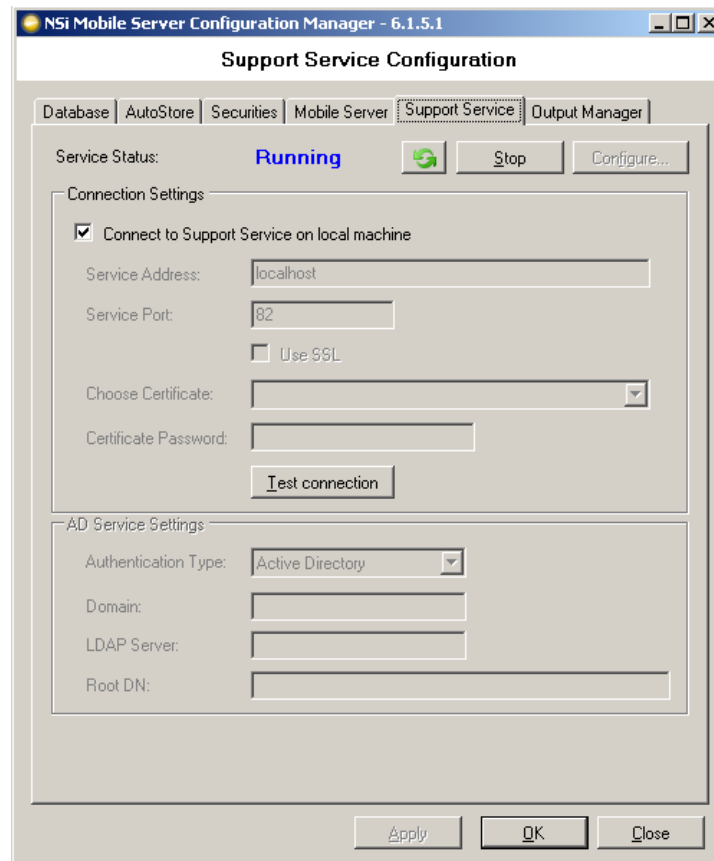 NSi Mobile Server Configuration Manager - 6.1.5.1
Support Service Configuration
Database AutoStore Securities Mobile Server Support Service Output Manager
Service Status: Running Stop Configure...
Connection Settings
Connect to Support Service on local machine
Service Address: localhost
Service Port: 82
Use SSL
Choose Certificate:
Certificate Password:
Test connection
AD Service Settings
Authentication Type: Active Directory
Domain:
LDAP Server:
Root DN:
Apply OK Close